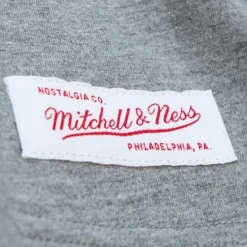 NOSTALGIA CO.
Mitchell & Ness
PHILADELPHIA, PA.